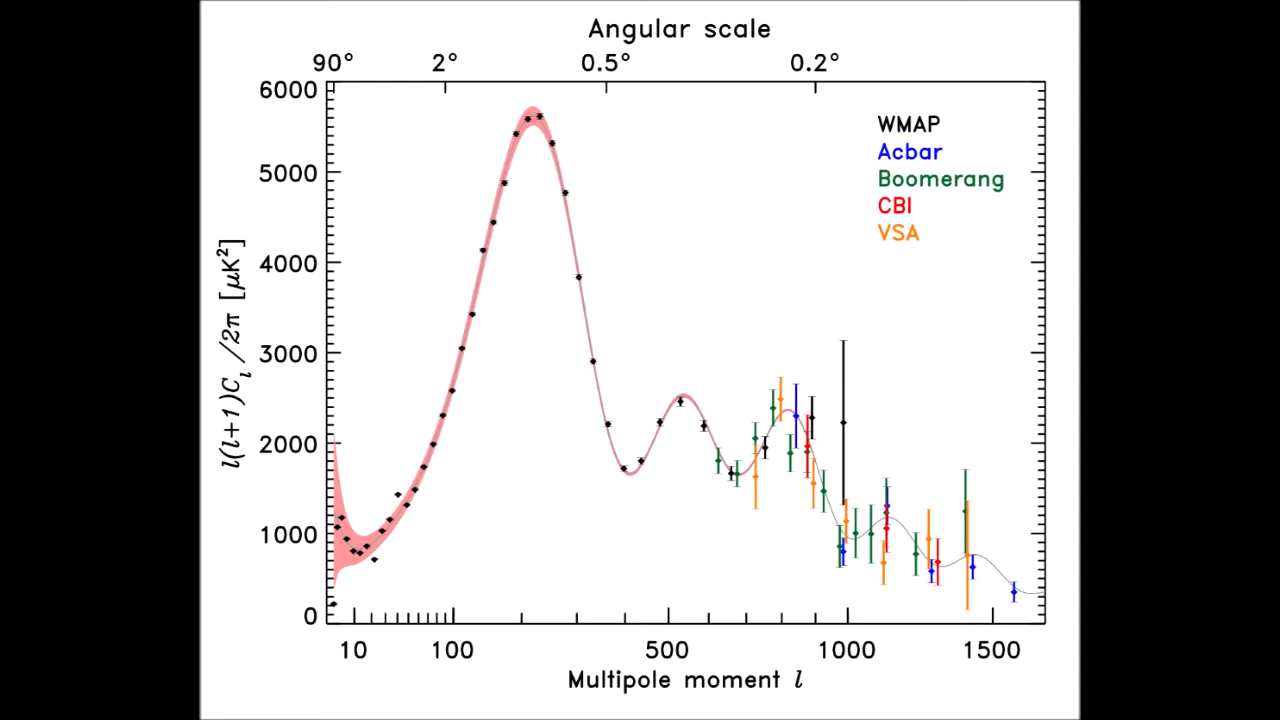 Angular scale
90° 2° 0.5° 0.2°
6000
5000
4000
3000
2000
1000
0
l(l+1)C_l/2π [μK²]
WMAP
Acbar
Boomerang
CBI
VSA
10 100 500 1000 1500
Multipole moment l